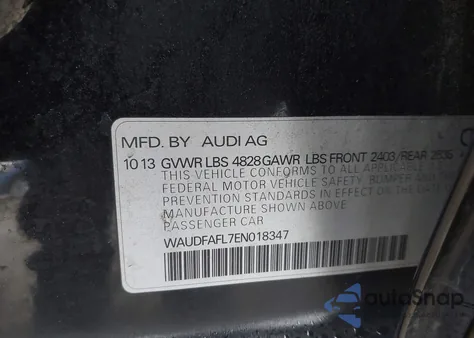 MFD. BY AUDI AG
10 13 GVWR LBS 4828 GAWR LBS FRONT 2403/REAR
THIS VEHICLE CONFORMS TO ALL APPLICABLE
FEDERAL MOTOR VEHICLE SAFETY, BUMPER AND
PREVENTION STANDARDS IN EFFECT ON THE DATE
MANUFACTURE SHOWN ABOVE
PASSENGER CAR
WAUDFAFL7EN018347
autoSnap